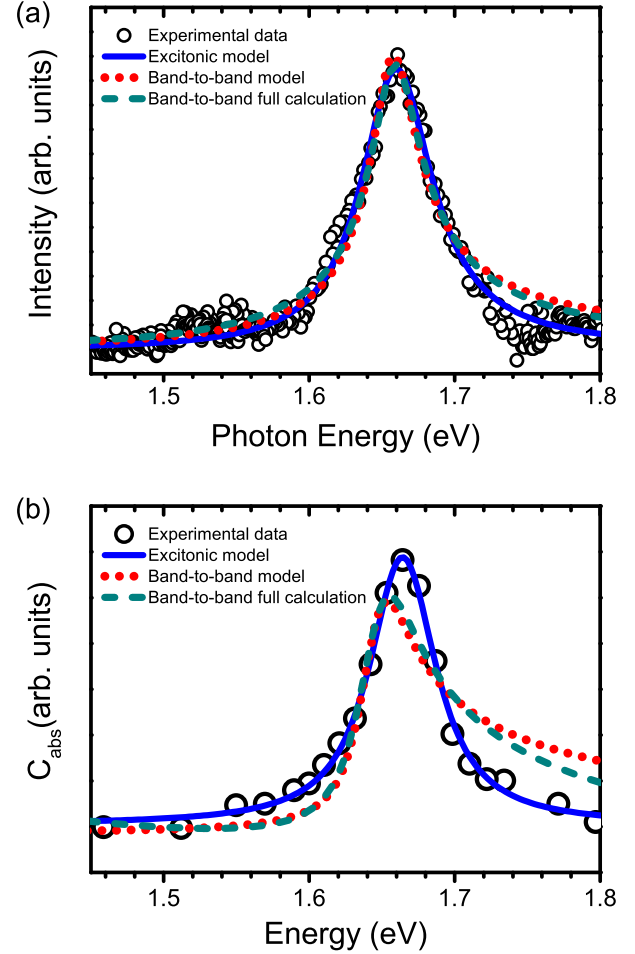 (a)
Experimental data
Excitonic model
Band-to-band model
Band-to-band full calculation
Intensity (arb. units)
1.5 1.6 1.7 1.8
Photon Energy (eV)
(b)
Experimental data
Excitonic model
Band-to-band model
Band-to-band full calculation
C_abs(arb. units)
1.5 1.6 1.7 1.8
Energy (eV)